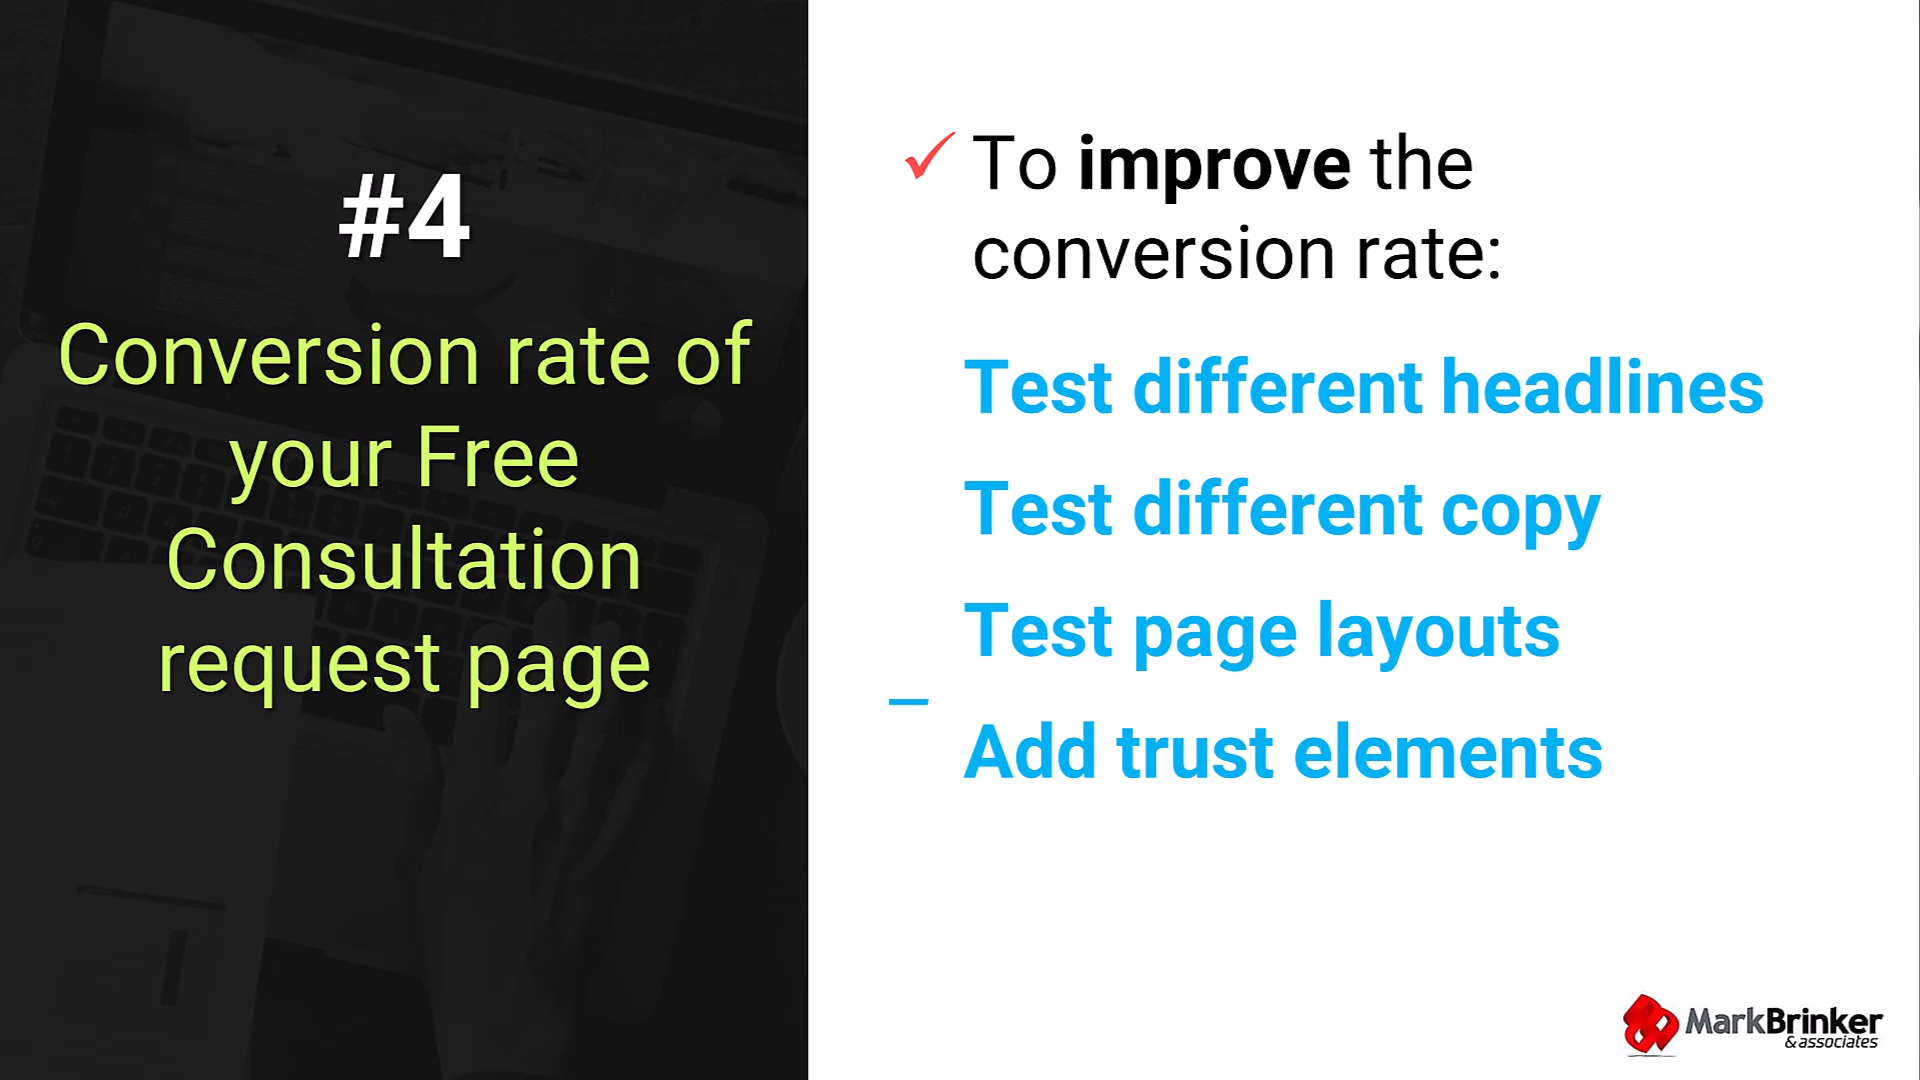 #4
Conversion rate of
your Free
Consultation
request page
✓ To improve the
conversion rate:
Test different headlines
Test different copy
Test page layouts
–
Add trust elements
MarkBrinker
& associates